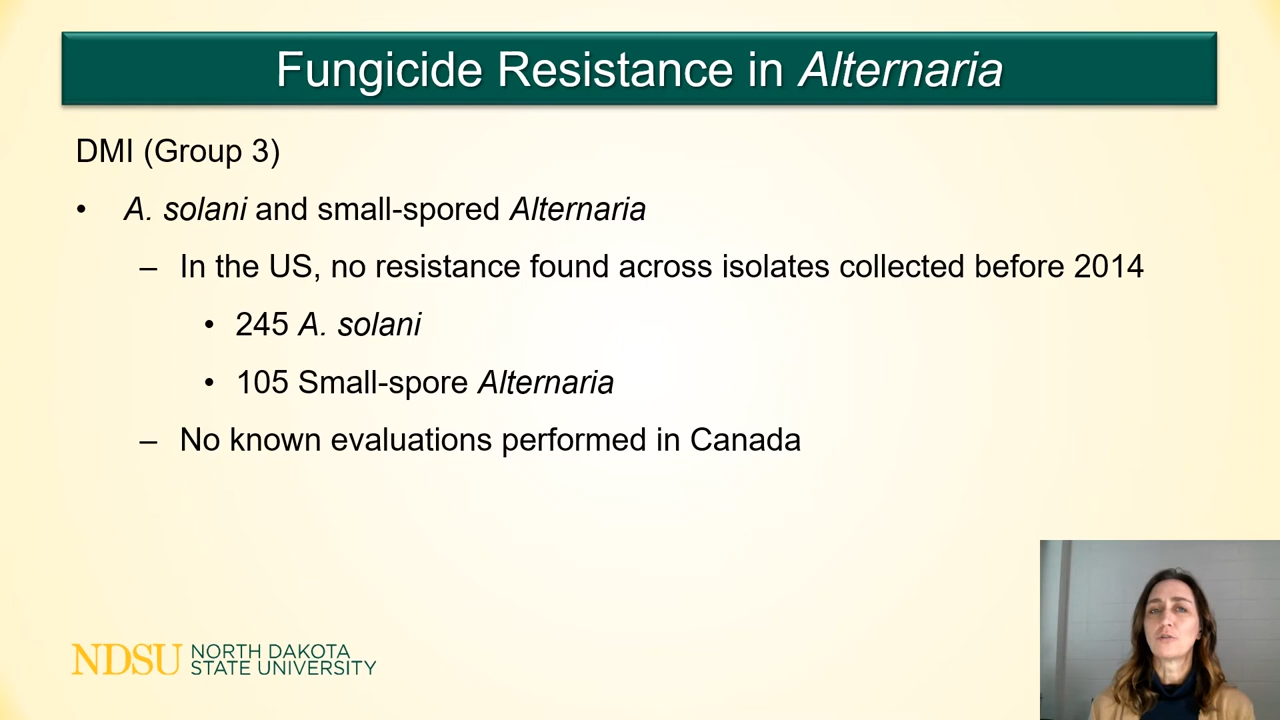 Fungicide Resistance in Alternaria
DMI (Group 3)
• A. solani and small-spored Alternaria
– In the US, no resistance found across isolates collected before 2014
• 245 A. solani
• 105 Small-spore Alternaria
– No known evaluations performed in Canada
NDSU NORTH DAKOTA
STATE UNIVERSITY